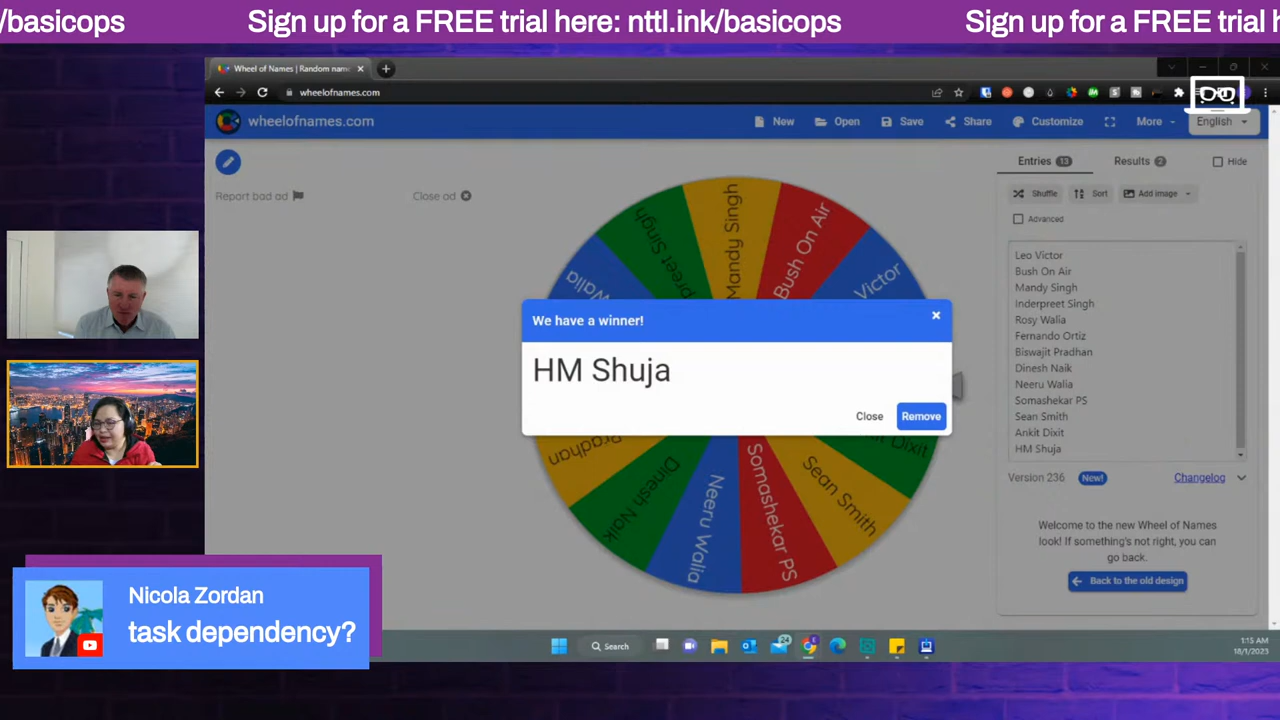 /basicops Sign up for a FREE trial here: nttl.ink/basicops Sign up for a FREE trial h
Wheel of Names | Random name
wheelofnames.com
wheelofnames.com New Open Save Share Customize More English
Report bad ad Close ad
Entries 13 Results 2 Hide
Shuffle Sort Add image
Advanced
Leo Victor
Bush On Air
Mandy Singh
Inderpreet Singh
Rosy Walia
Fernando Ortiz
Biswajit Pradhan
Dinesh Naik
Neeru Walia
Somashekar PS
Sean Smith
Ankit Dixit
HM Shuja
Walia
preet Singh
Mandy Singh
Bush On Air
Victor
We have a winner!
HM Shuja
Close Remove
Pradhan
Dinesh Naik
Neeru Walia
Somashekar PS
Sean Smith
Dixit
Version 236 New! Changelog
Welcome to the new Wheel of Names
look! If something's not right, you can
go back.
Back to the old design
Nicola Zordan
task dependency?
Search
24
1:15 AM
18/1/2023